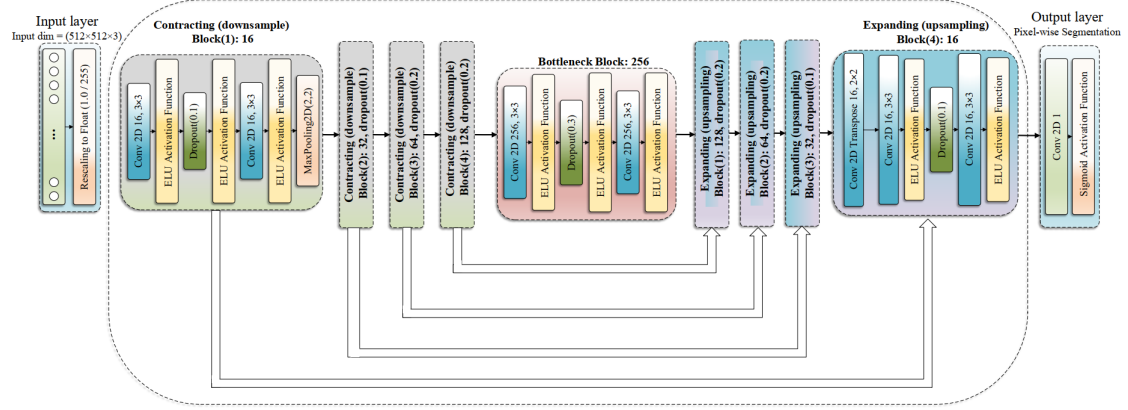 Input layer
Input dim = (512×512×3)
...
Rescaling to Float (1.0 / 255)
Contracting (downsample)
Block(1): 16
Conv 2D 16, 3×3
ELU Activation Function
Dropout(0.1)
ELU Activation Function
Conv 2D 16, 3×3
ELU Activation Function
MaxPooling2D(2,2)
Contracting (downsample)
Block(2): 32, dropout(0.1)
Contracting (downsample)
Block(3): 64, dropout(0.2)
Contracting (downsample)
Block(4): 128, dropout(0.2)
Bottleneck Block: 256
Conv 2D 256, 3×3
ELU Activation Function
Dropout(0.3)
ELU Activation Function
Conv 2D 256, 3×3
ELU Activation Function
Expanding (upsampling)
Block(1): 128, dropout(0.2)
Expanding (upsampling)
Block(2): 64, dropout(0.2)
Expanding (upsampling)
Block(3): 32, dropout(0.1)
Expanding (upsampling)
Block(4): 16
Conv 2D Transpose 16, 2×2
Conv 2D 16, 3×3
ELU Activation Function
Dropout(0.1)
Conv 2D 16, 3×3
ELU Activation Function
Output layer
Pixel-wise Segmentation
Conv 2D 1
Sigmoid Activation Function